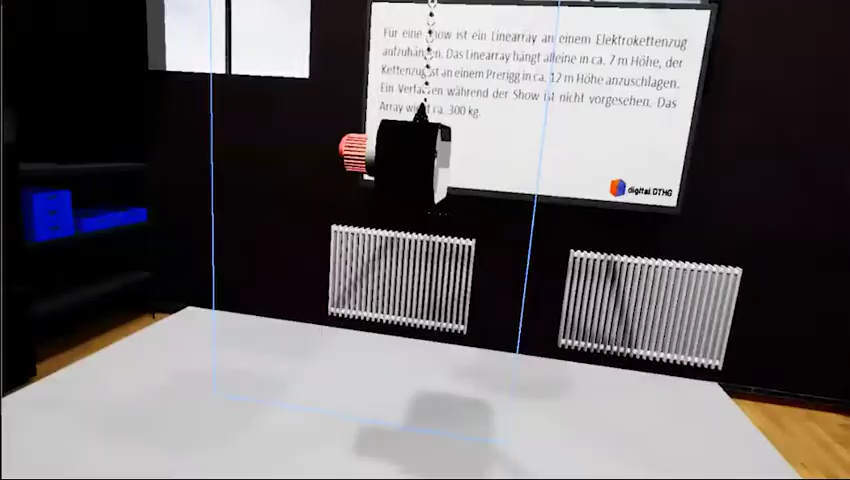 Für eine Show ist ein Linearray an einem Elektrokettenzug
aufzuhängen. Das Linearray hängt alleine in ca. 7 m Höhe, der
Kettenzug ist an einem Prerigg in ca. 12 m Höhe anzuschlagen.
Ein Verfahren während der Show ist nicht vorgesehen. Das
Array wiegt ca. 300 kg.
digital.DTHG